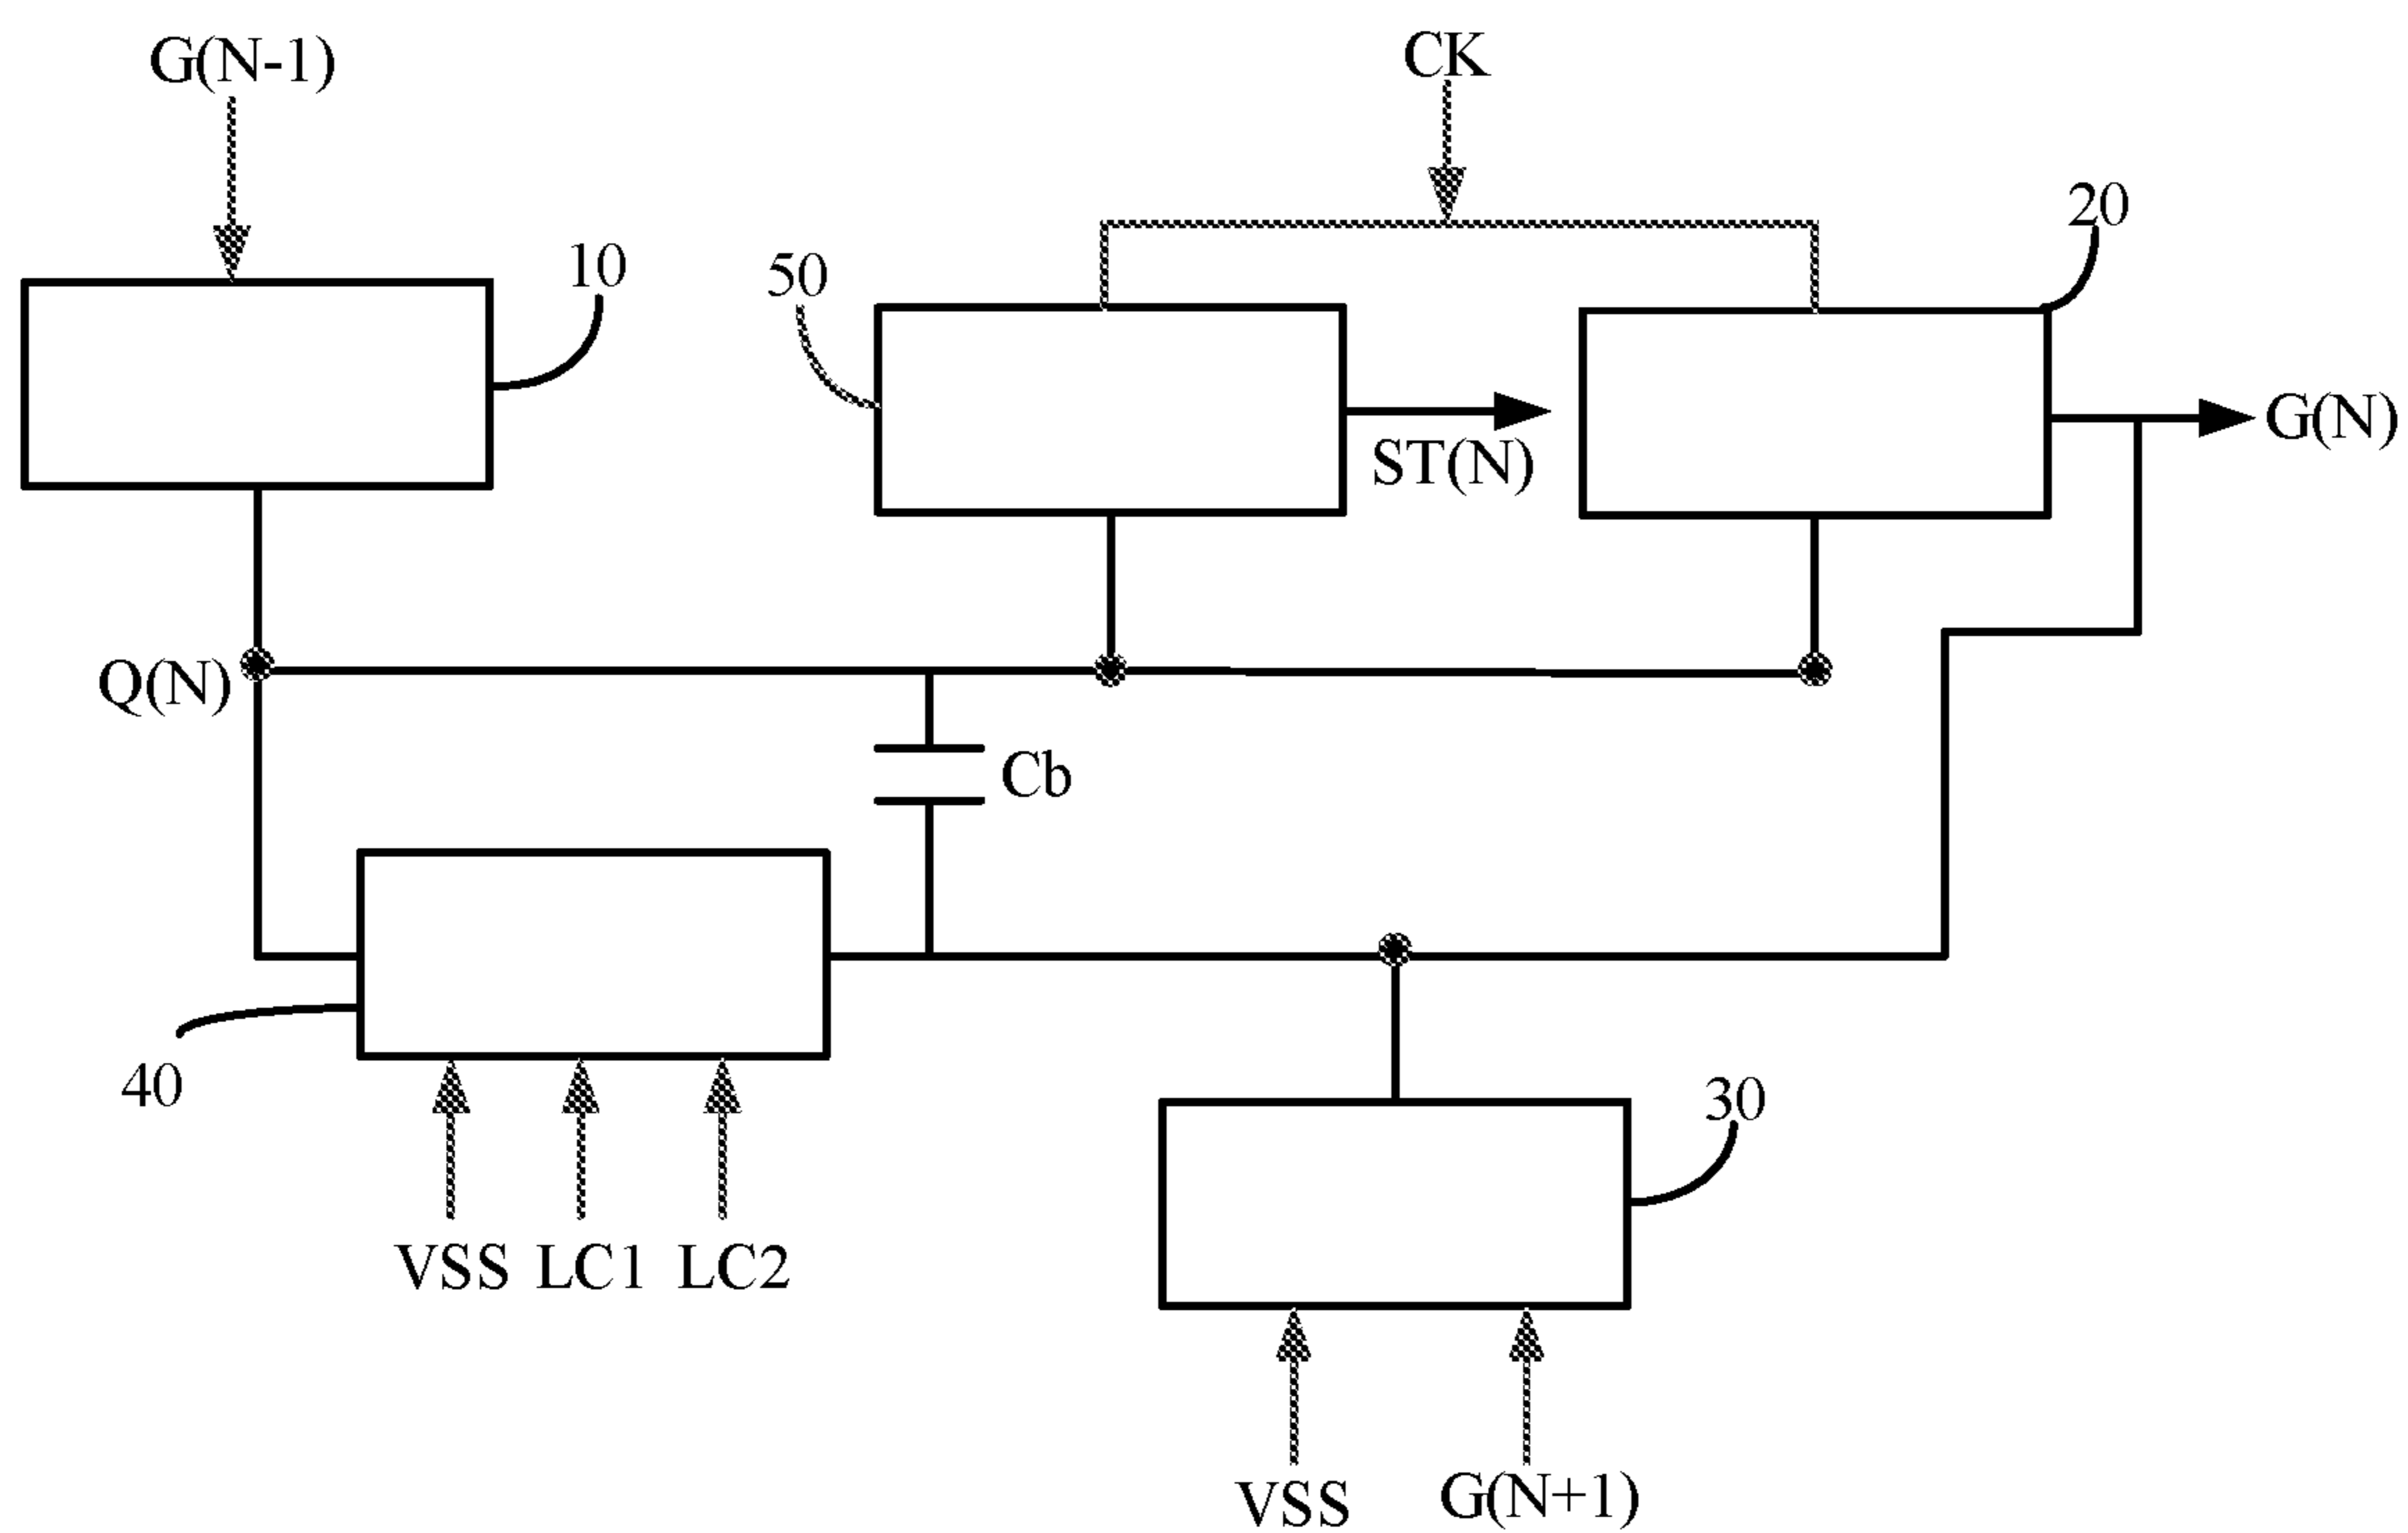 G(N-1)
CK
20
10
50
G(N)
ST(N)
Q(N)
Cb
40
30
VSS LC1 LC2
VSS
G(N+1)